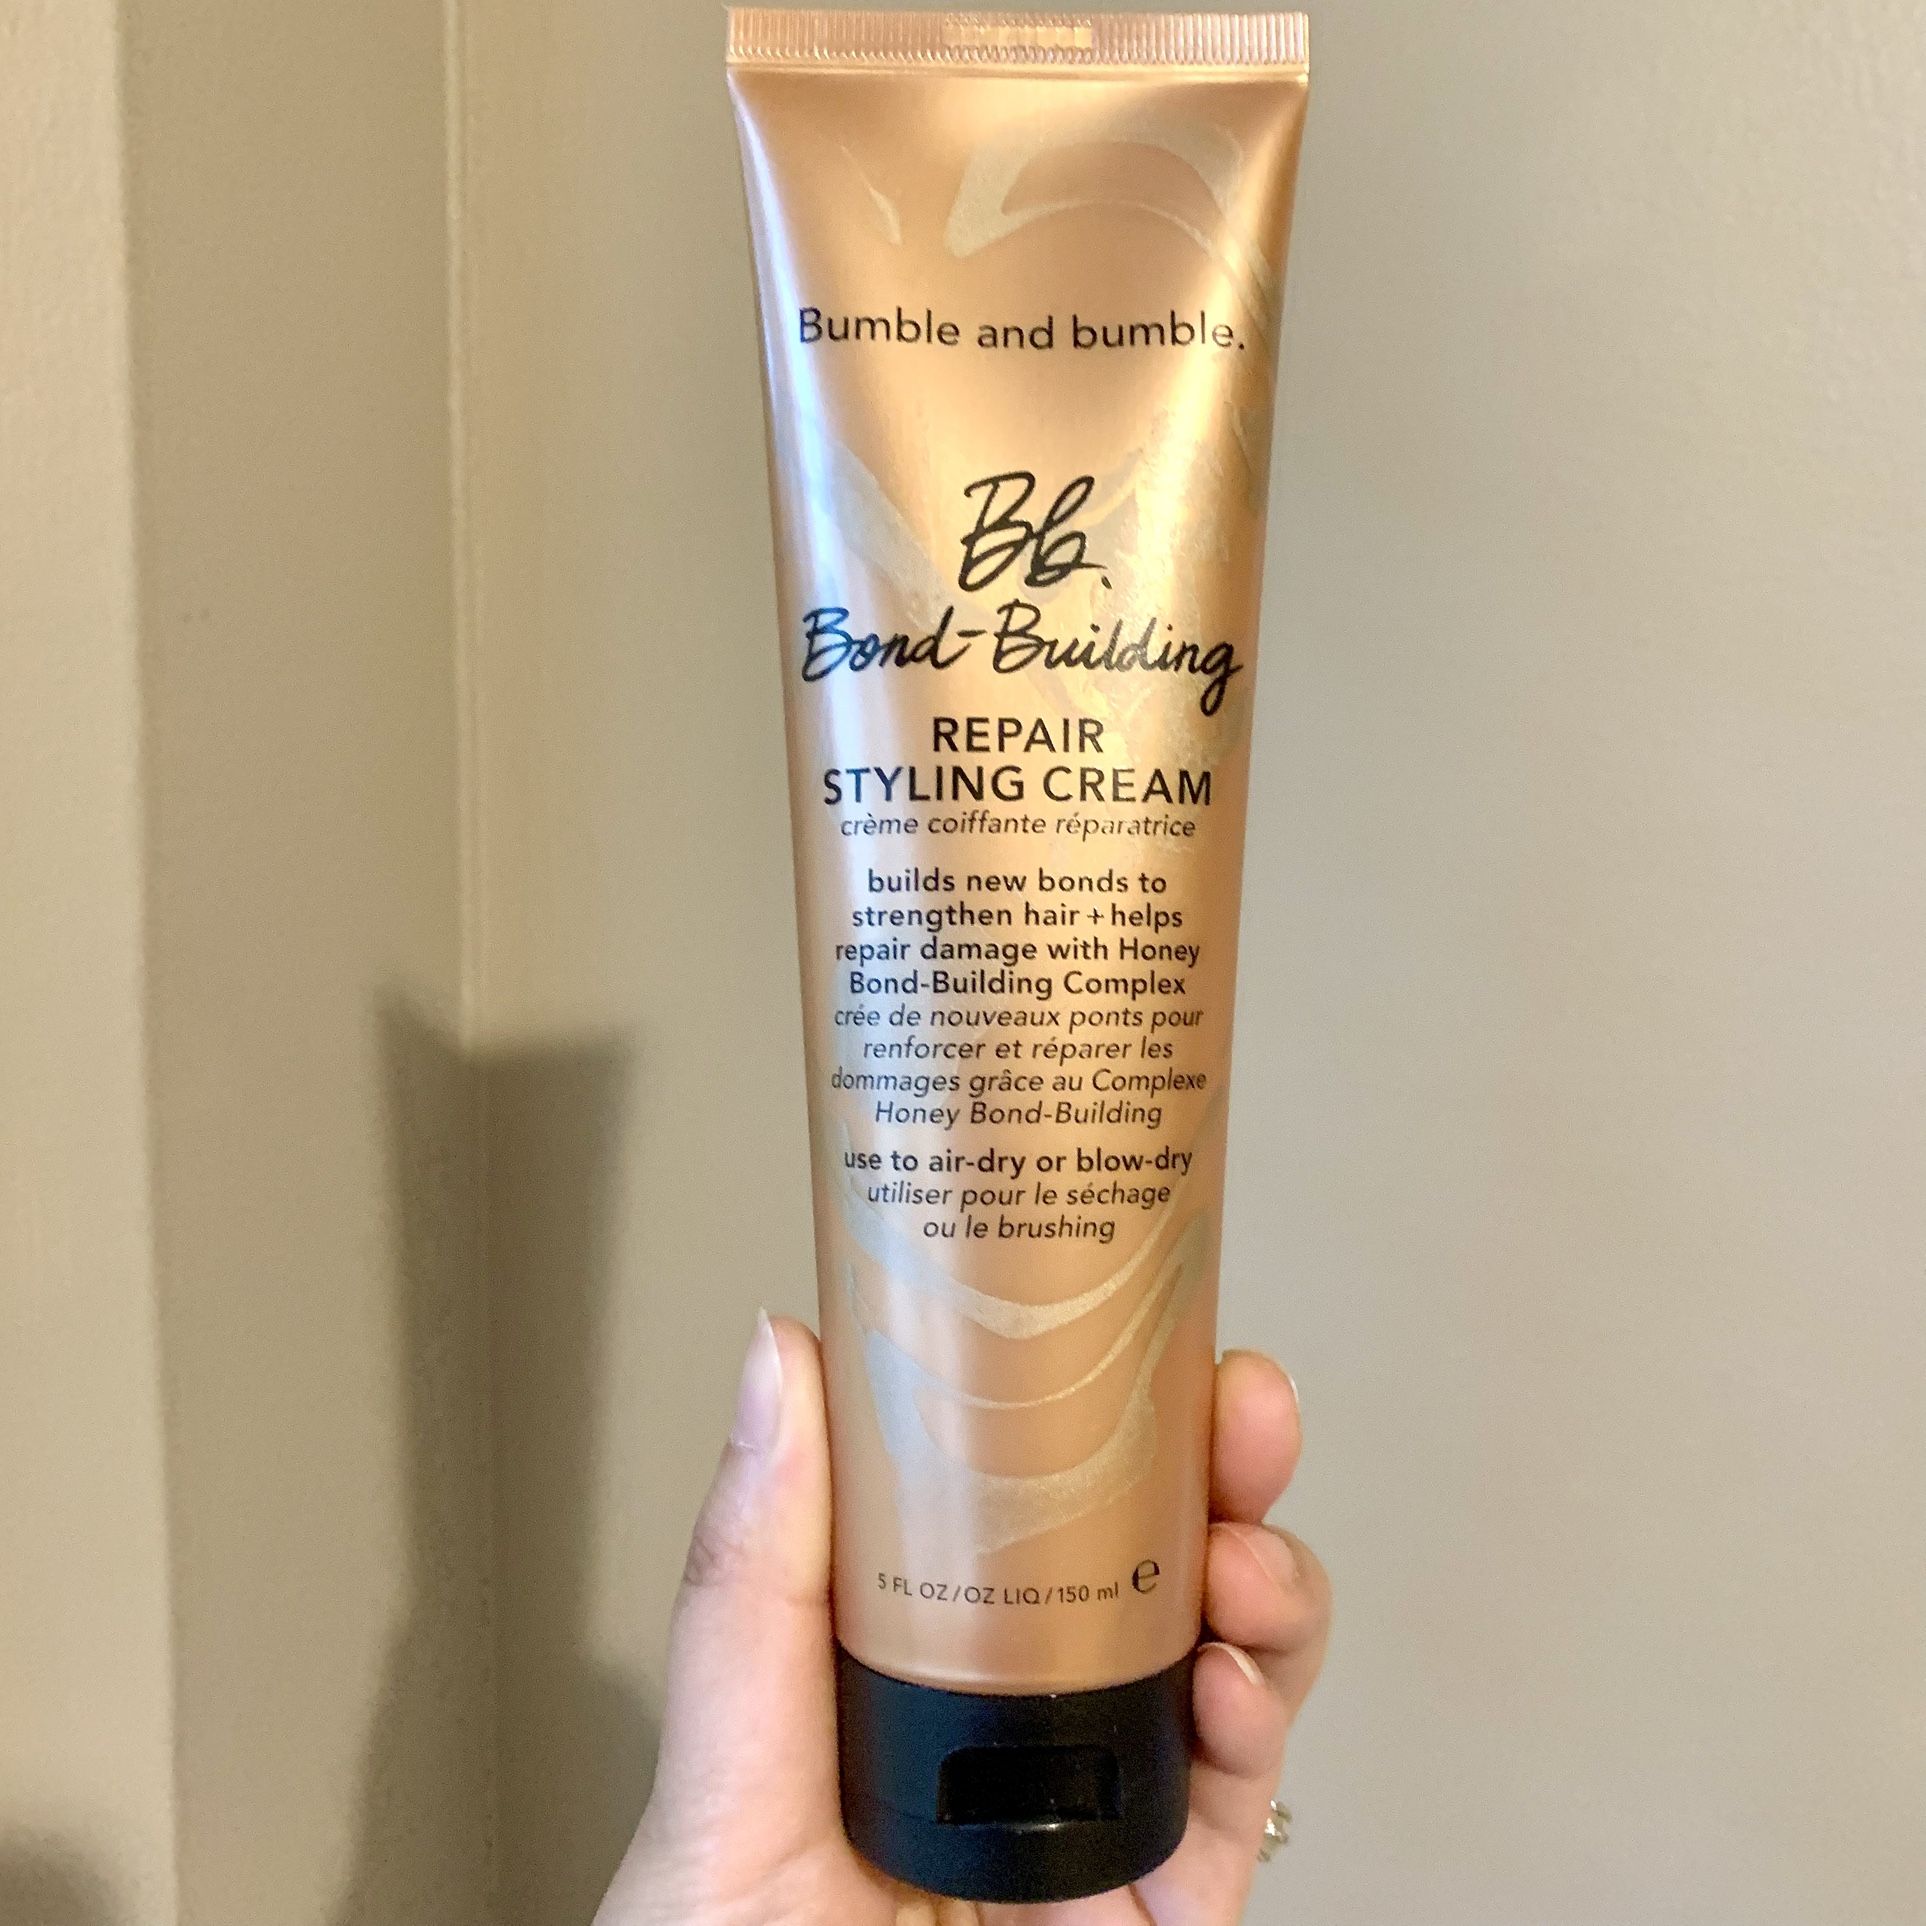 Bumble and bumble.
Bb.
Bond-Building
REPAIR
STYLING CREAM
crème coiffante réparatrice
builds new bonds to
strengthen hair + helps
repair damage with Honey
Bond-Building Complex
crée de nouveaux ponts pour
renforcer et réparer les
dommages grâce au Complexe
Honey Bond-Building
use to air-dry or blow-dry
utiliser pour le séchage
ou le brushing
5 FL OZ/OZ LIQ/150 ml ℮